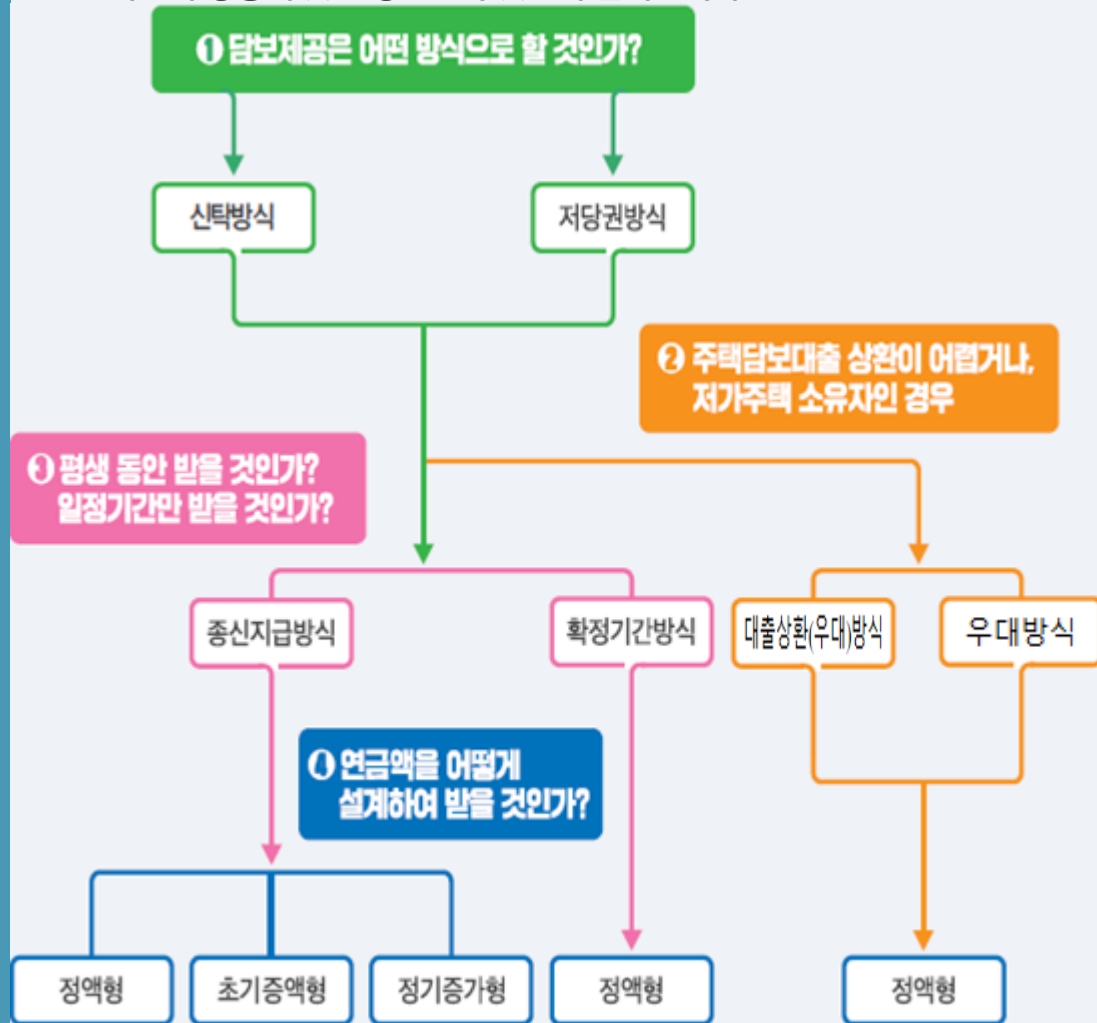 ❶ 담보제공은 어떤 방식으로 할 것인가?
신탁방식
저당권방식
❷ 주택담보대출 상환이 어렵거나,
저가주택 소유자인 경우
❸ 평생 동안 받을 것인가?
일정기간만 받을 것인가?
종신지급방식
확정기간방식
대출상환(우대)방식
우대방식
❹ 연금액을 어떻게
설계하여 받을 것인가?
정액형
초기증액형
정기증가형
정액형
정액형